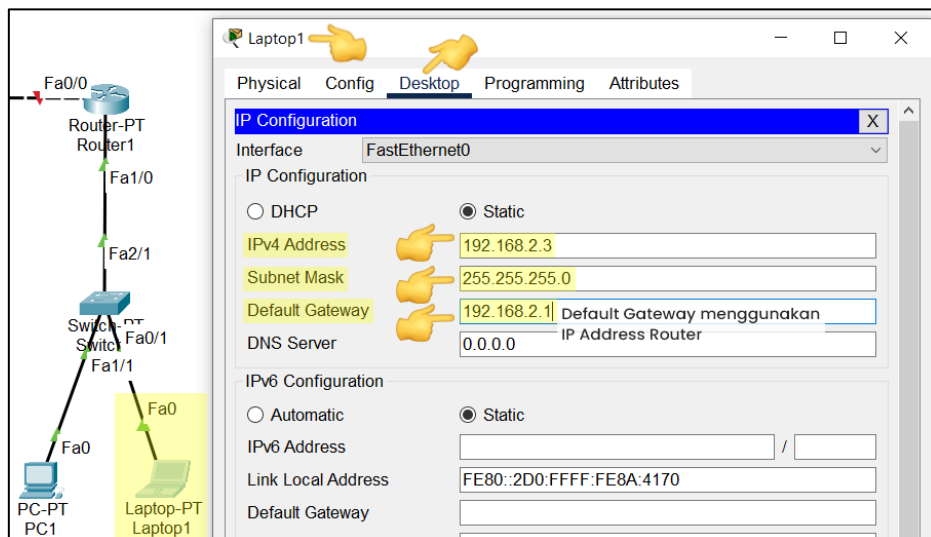 Fa0/0
Router-PT
Router1
Fa1/0
Fa2/1
Switch-PT
Fa0/1
Fa1/1
Fa0
Fa0
PC-PT
PC1
Laptop-PT
Laptop1
Laptop1
Physical Config Desktop Programming Attributes
IP Configuration X
Interface FastEthernet0
IP Configuration
DHCP Static
IPv4 Address 192.168.2.3
Subnet Mask 255.255.255.0
Default Gateway 192.168.2.1 Default Gateway menggunakan
IP Address Router
DNS Server 0.0.0.0
IPv6 Configuration
Automatic Static
IPv6 Address /
Link Local Address FE80::2D0:FFFF:FE8A:4170
Default Gateway